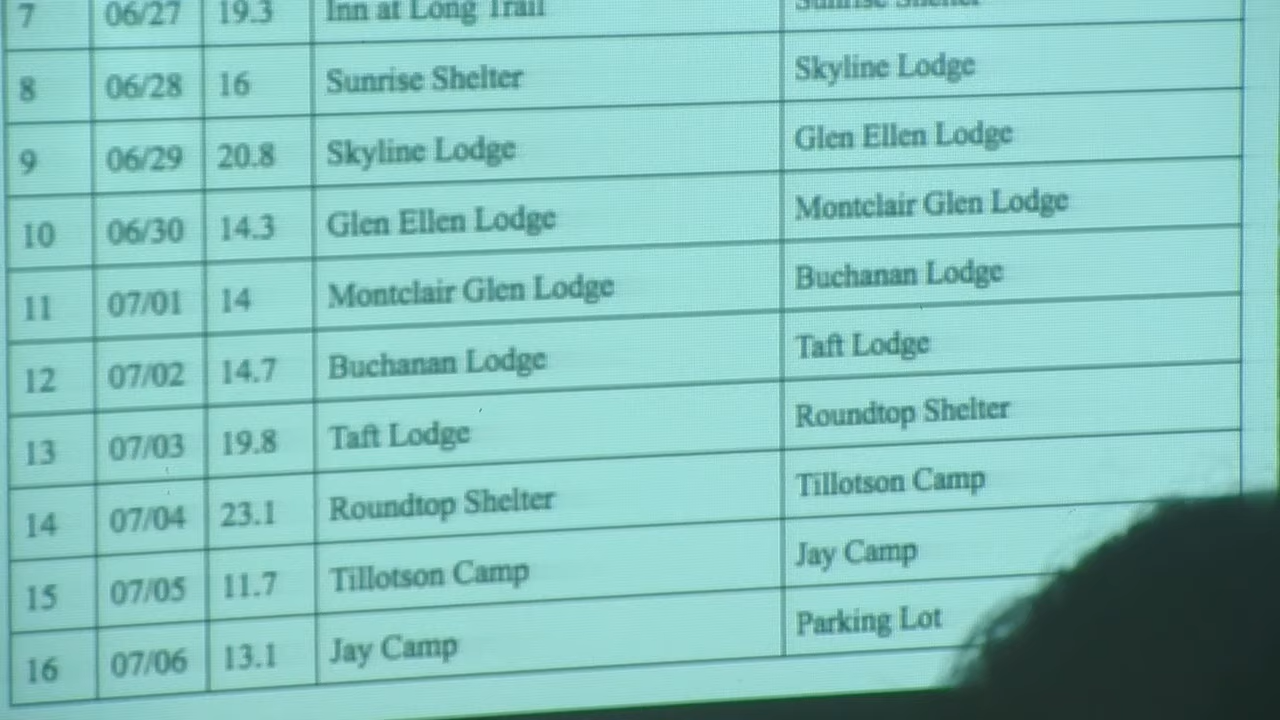 7 06/27 19.3 Inn at Long Trail Sunrise Shelter
8 06/28 16 Sunrise Shelter Skyline Lodge
9 06/29 20.8 Skyline Lodge Glen Ellen Lodge
10 06/30 14.3 Glen Ellen Lodge Montclair Glen Lodge
11 07/01 14 Montclair Glen Lodge Buchanan Lodge
12 07/02 14.7 Buchanan Lodge Taft Lodge
13 07/03 19.8 Taft Lodge Roundtop Shelter
14 07/04 23.1 Roundtop Shelter Tillotson Camp
15 07/05 11.7 Tillotson Camp Jay Camp
16 07/06 13.1 Jay Camp Parking Lot